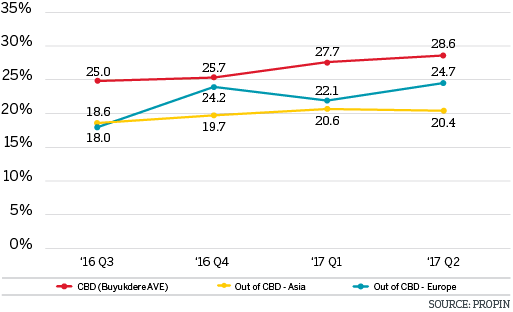 35%
30%
25%
20%
15%
10%
5%
0%
25.0 25.7 27.7 28.6
18.6 24.2 22.1 24.7
18.0 19.7 20.6 20.4
'16 Q3 '16 Q4 '17 Q1 '17 Q2
CBD (Buyukdere AVE) Out of CBD - Asia Out of CBD - Europe
SOURCE: PROPIN